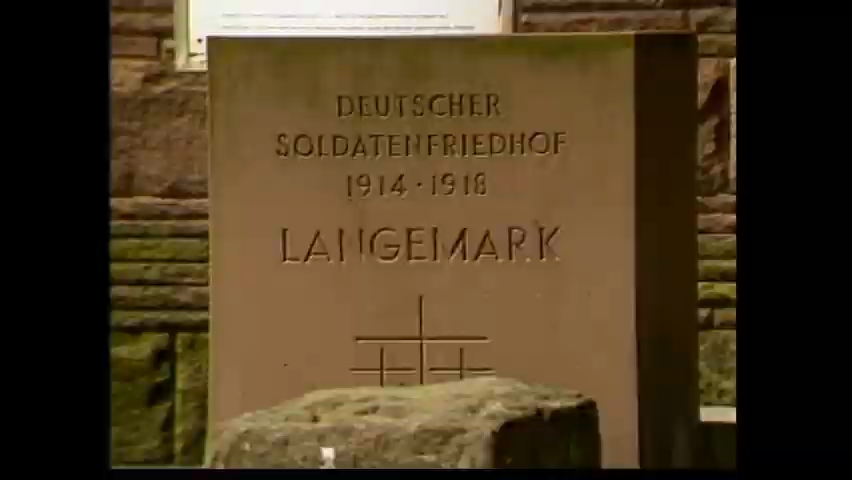 DEUTSCHER
SOLDATENFRIEDHOF
1914 · 1918
LANGEMARK